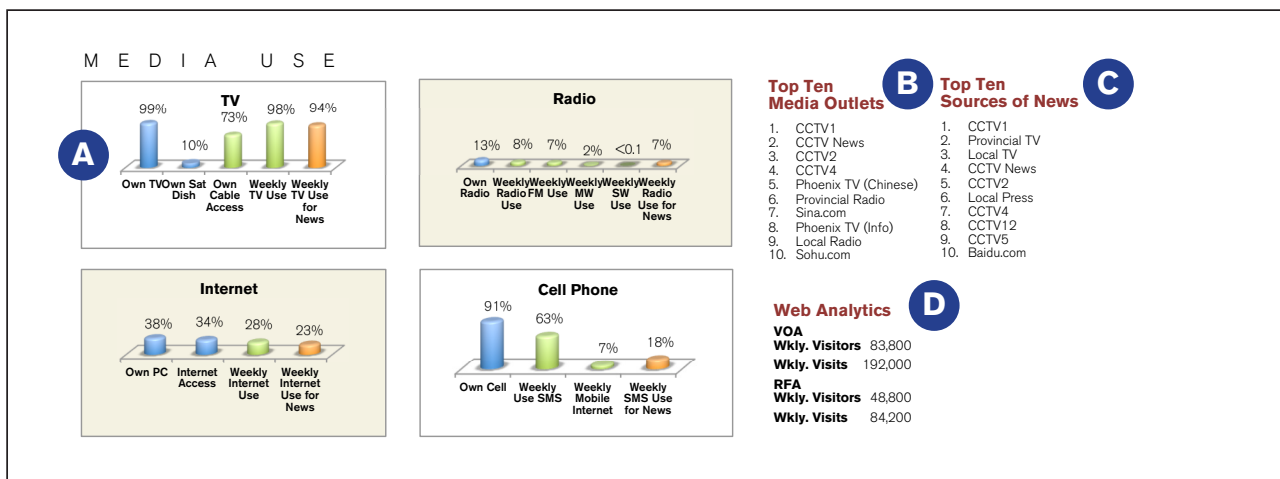 M E D I A U S E
A
TV
99%
10%
73%
98%
94%
Own TV
Own Sat
Dish
Own
Cable
Access
Weekly
TV Use
Weekly
TV Use
for
News
Radio
13%
8%
7%
2%
<0.1
7%
Own
Radio
Weekly
Radio
Use
Weekly
FM Use
Weekly
MW
Use
Weekly
SW
Use
Weekly
Radio
Use for
News
Internet
38%
34%
28%
23%
Own PC
Internet
Access
Weekly
Internet
Use
Weekly
Internet
Use for
News
Cell Phone
91%
63%
7%
18%
Own Cell
Weekly
Use SMS
Weekly
Mobile
Internet
Weekly
SMS Use
for News
B
Top Ten
Media Outlets
1. CCTV1
2. CCTV News
3. CCTV2
4. CCTV4
5. Phoenix TV (Chinese)
6. Provincial Radio
7. Sina.com
8. Phoenix TV (Info)
9. Local Radio
10. Sohu.com
C
Top Ten
Sources of News
1. CCTV1
2. Provincial TV
3. Local TV
4. CCTV News
5. CCTV2
6. Local Press
7. CCTV4
8. CCTV12
9. CCTV5
10. Baidu.com
D
Web Analytics
VOA
Wkly. Visitors 83,800
Wkly. Visits 192,000
RFA
Wkly. Visitors 48,800
Wkly. Visits 84,200